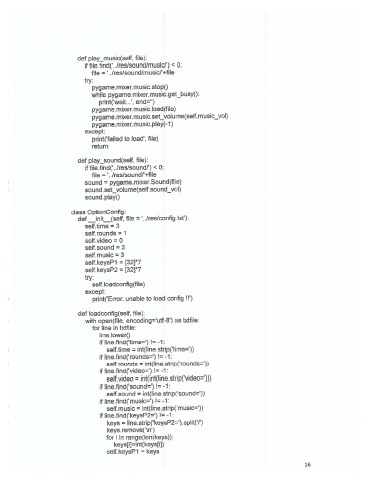 def play_music(self, file):
if file.find('../res/sound/music/') < 0:
file = '../res/sound/music/'+file
try:
pygame.mixer.music.stop()
while pygame.mixer.music.get_busy():
print('wait...', end='')
pygame.mixer.music.load(file)
pygame.mixer.music.set_volume(self.music_vol)
pygame.mixer.music.play(-1)
except:
print('failed to load', file)
return
def play_sound(self, file):
if file.find('../res/sound/') < 0:
file = '../res/sound/'+file
sound = pygame.mixer.Sound(file)
sound.set_volume(self.sound_vol)
sound.play()
class OptionConfig:
def __init__(self, file = '../res/config.txt'):
self.time = 3
self.rounds = 1
self.video = 0
self.sound = 3
self.music = 3
self.keysP1 = [32]*7
self.keysP2 = [32]*7
try:
self.loadconfig(file)
except:
print('Error: unable to load config !!')
def loadconfig(self, file):
with open(file, encoding='utf-8') as txtfile:
for line in txtfile:
line.lower()
if line.find('time=') != -1:
self.time = int(line.strip('time='))
if line.find('rounds=') != -1:
self.rounds = int(line.strip('rounds='))
if line.find('video=') != -1:
self.video = int(int(line.strip('video=')))
if line.find('sound=') != -1:
self.sound = int(line.strip('sound='))
if line.find('music=') != -1:
self.music = int(line.strip('music='))
if line.find('keysP2=') != -1:
keys = line.strip('keysP2=').split('/')
keys.remove('\n')
for i in range(len(keys)):
keys[i]=int(keys[i])
self.keysP1 = keys
16